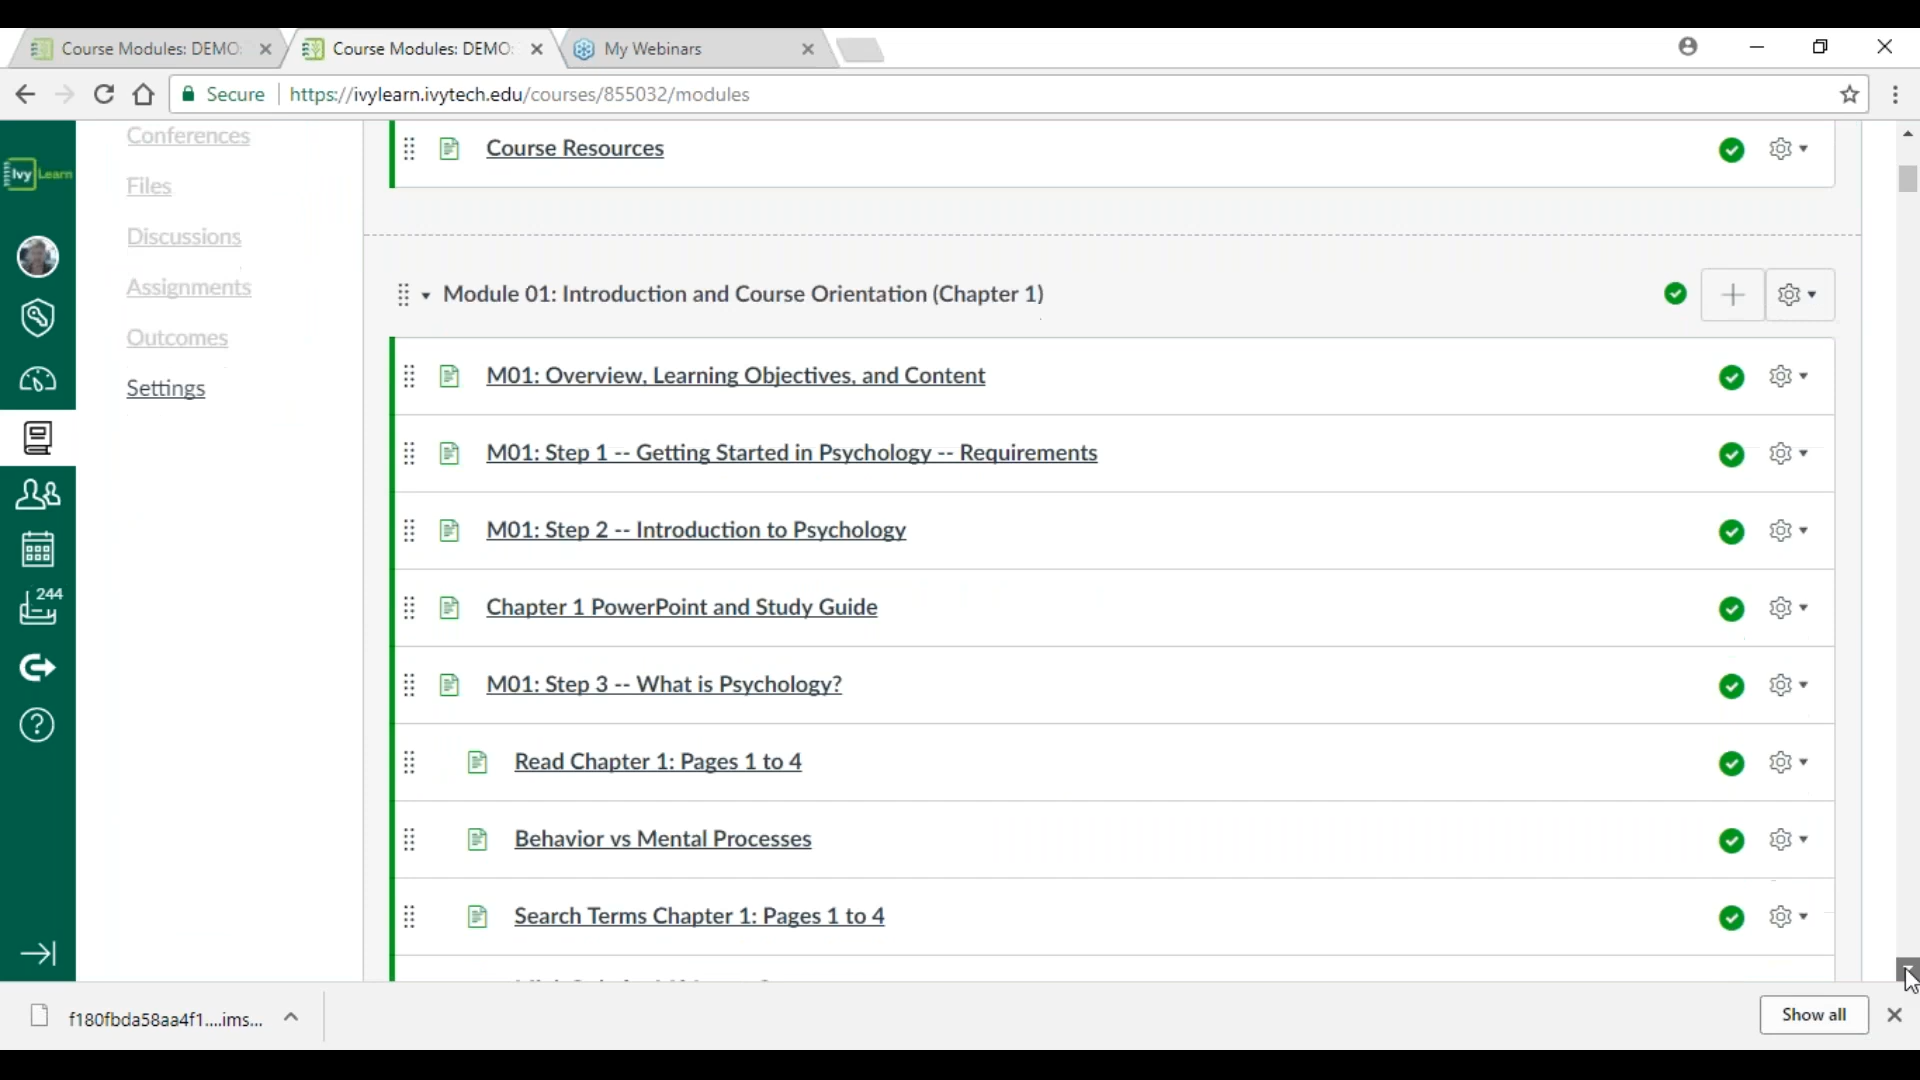 Course Modules: DEMO:
Course Modules: DEMO:
My Webinars
Secure
https://ivylearn.ivytech.edu/courses/855032/modules
Ivy Learn
244
Conferences
Files
Discussions
Assignments
Outcomes
Settings
Course Resources
Module 01: Introduction and Course Orientation (Chapter 1)
M01: Overview, Learning Objectives, and Content
M01: Step 1 -- Getting Started in Psychology -- Requirements
M01: Step 2 -- Introduction to Psychology
Chapter 1 PowerPoint and Study Guide
M01: Step 3 -- What is Psychology?
Read Chapter 1: Pages 1 to 4
Behavior vs Mental Processes
Search Terms Chapter 1: Pages 1 to 4
f180fbda58aa4f1....ims...
Show all